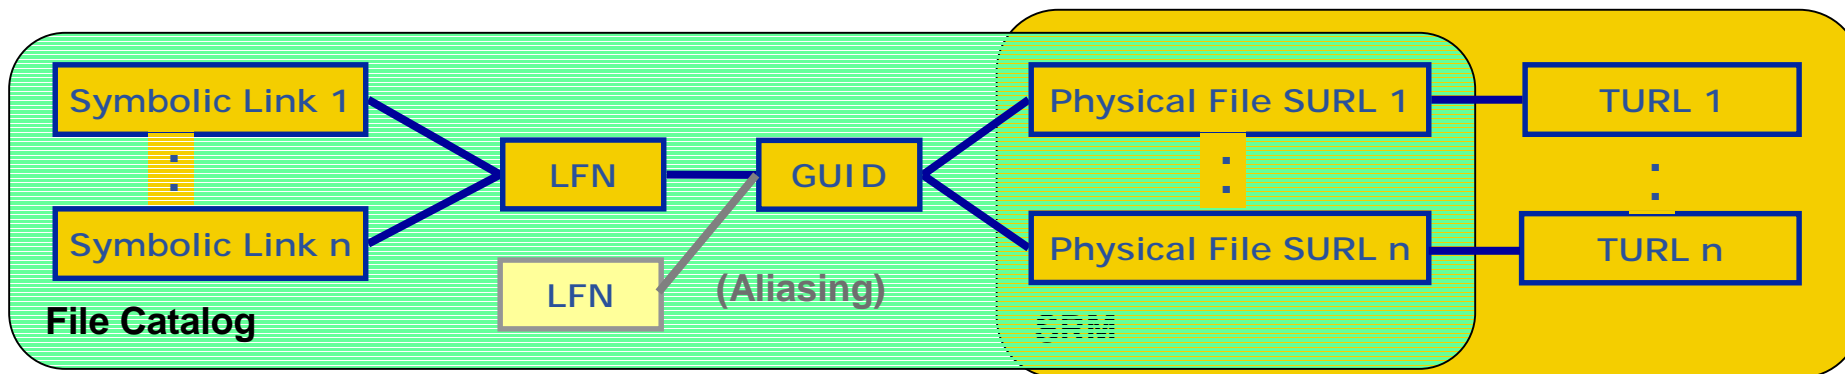 Symbolic Link 1
Physical File SURL 1
TURL 1
:
:
:
LFN
GUID
Symbolic Link n
Physical File SURL n
TURL n
LFN
(Aliasing)
File Catalog
SRM